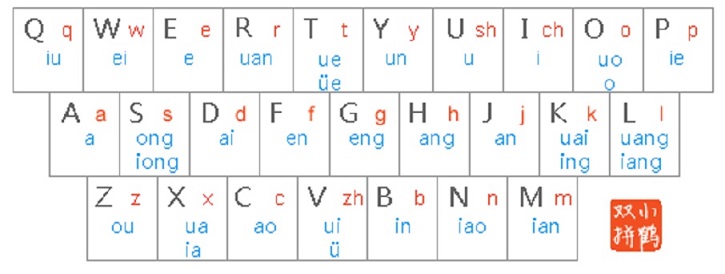 Q q W w E e R r T t Y y U sh I ch O o P p
iu ei e uan ue un u i uo ie
üe o
A a S s D d F f G g H h J j K k L l
a ong ai en eng ang an uai uang
iong ing iang
Z z X x C c V zh B b N n M m
ou ua ao ui in iao ian
ia ü
双小
拼鹤